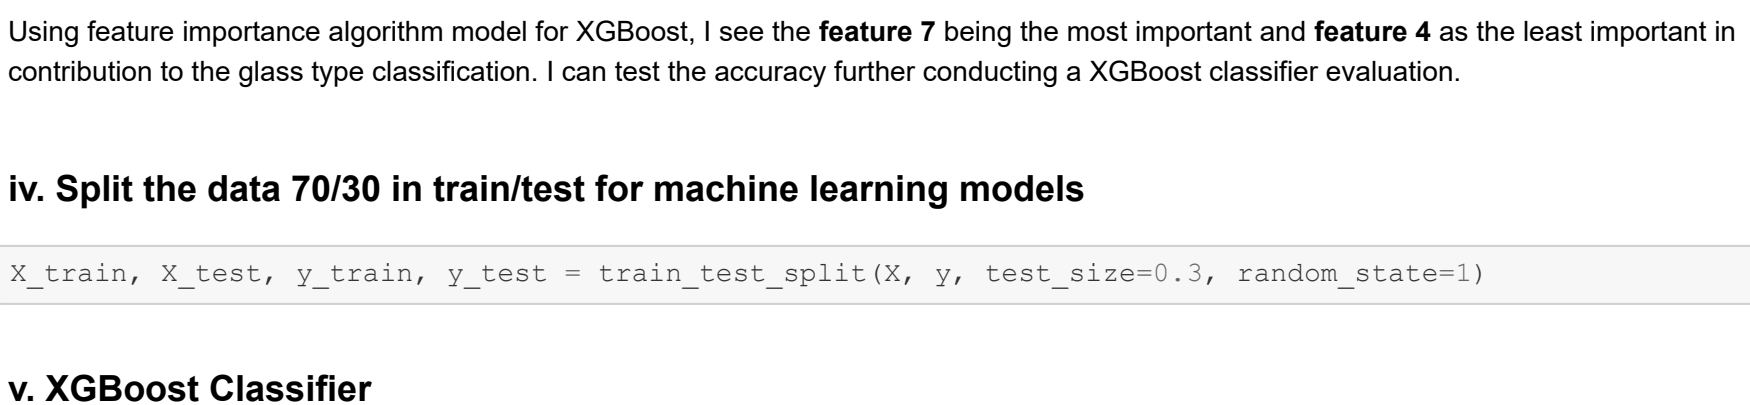 Using feature importance algorithm model for XGBoost, I see the feature 7 being the most important and feature 4 as the least important in
contribution to the glass type classification. I can test the accuracy further conducting a XGBoost classifier evaluation.
iv. Split the data 70/30 in train/test for machine learning models
X_train, X_test, y_train, y_test = train_test_split(X, y, test_size=0.3, random_state=1)
v. XGBoost Classifier